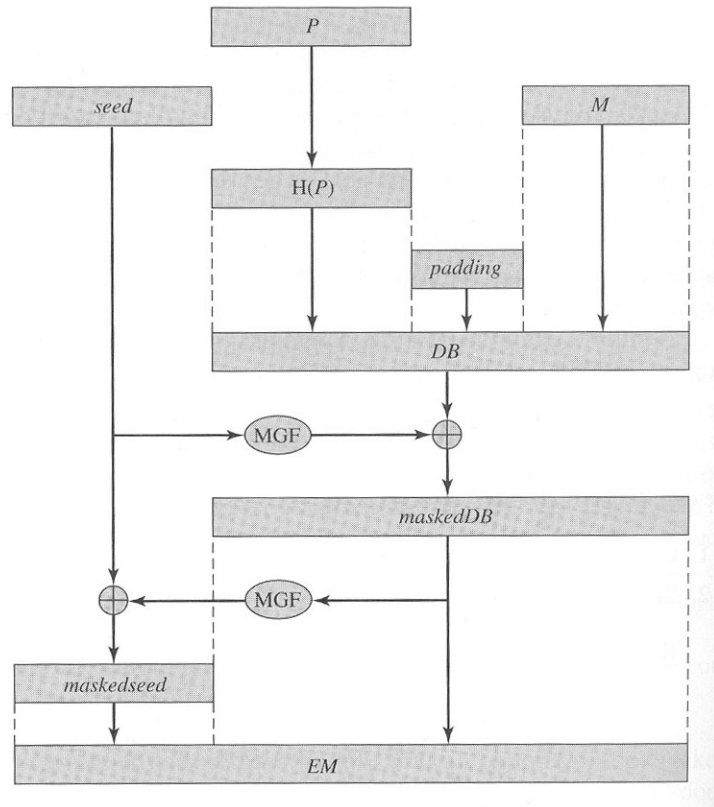 P
seed
M
H(P)
padding
DB
MGF
maskedDB
MGF
maskedseed
EM